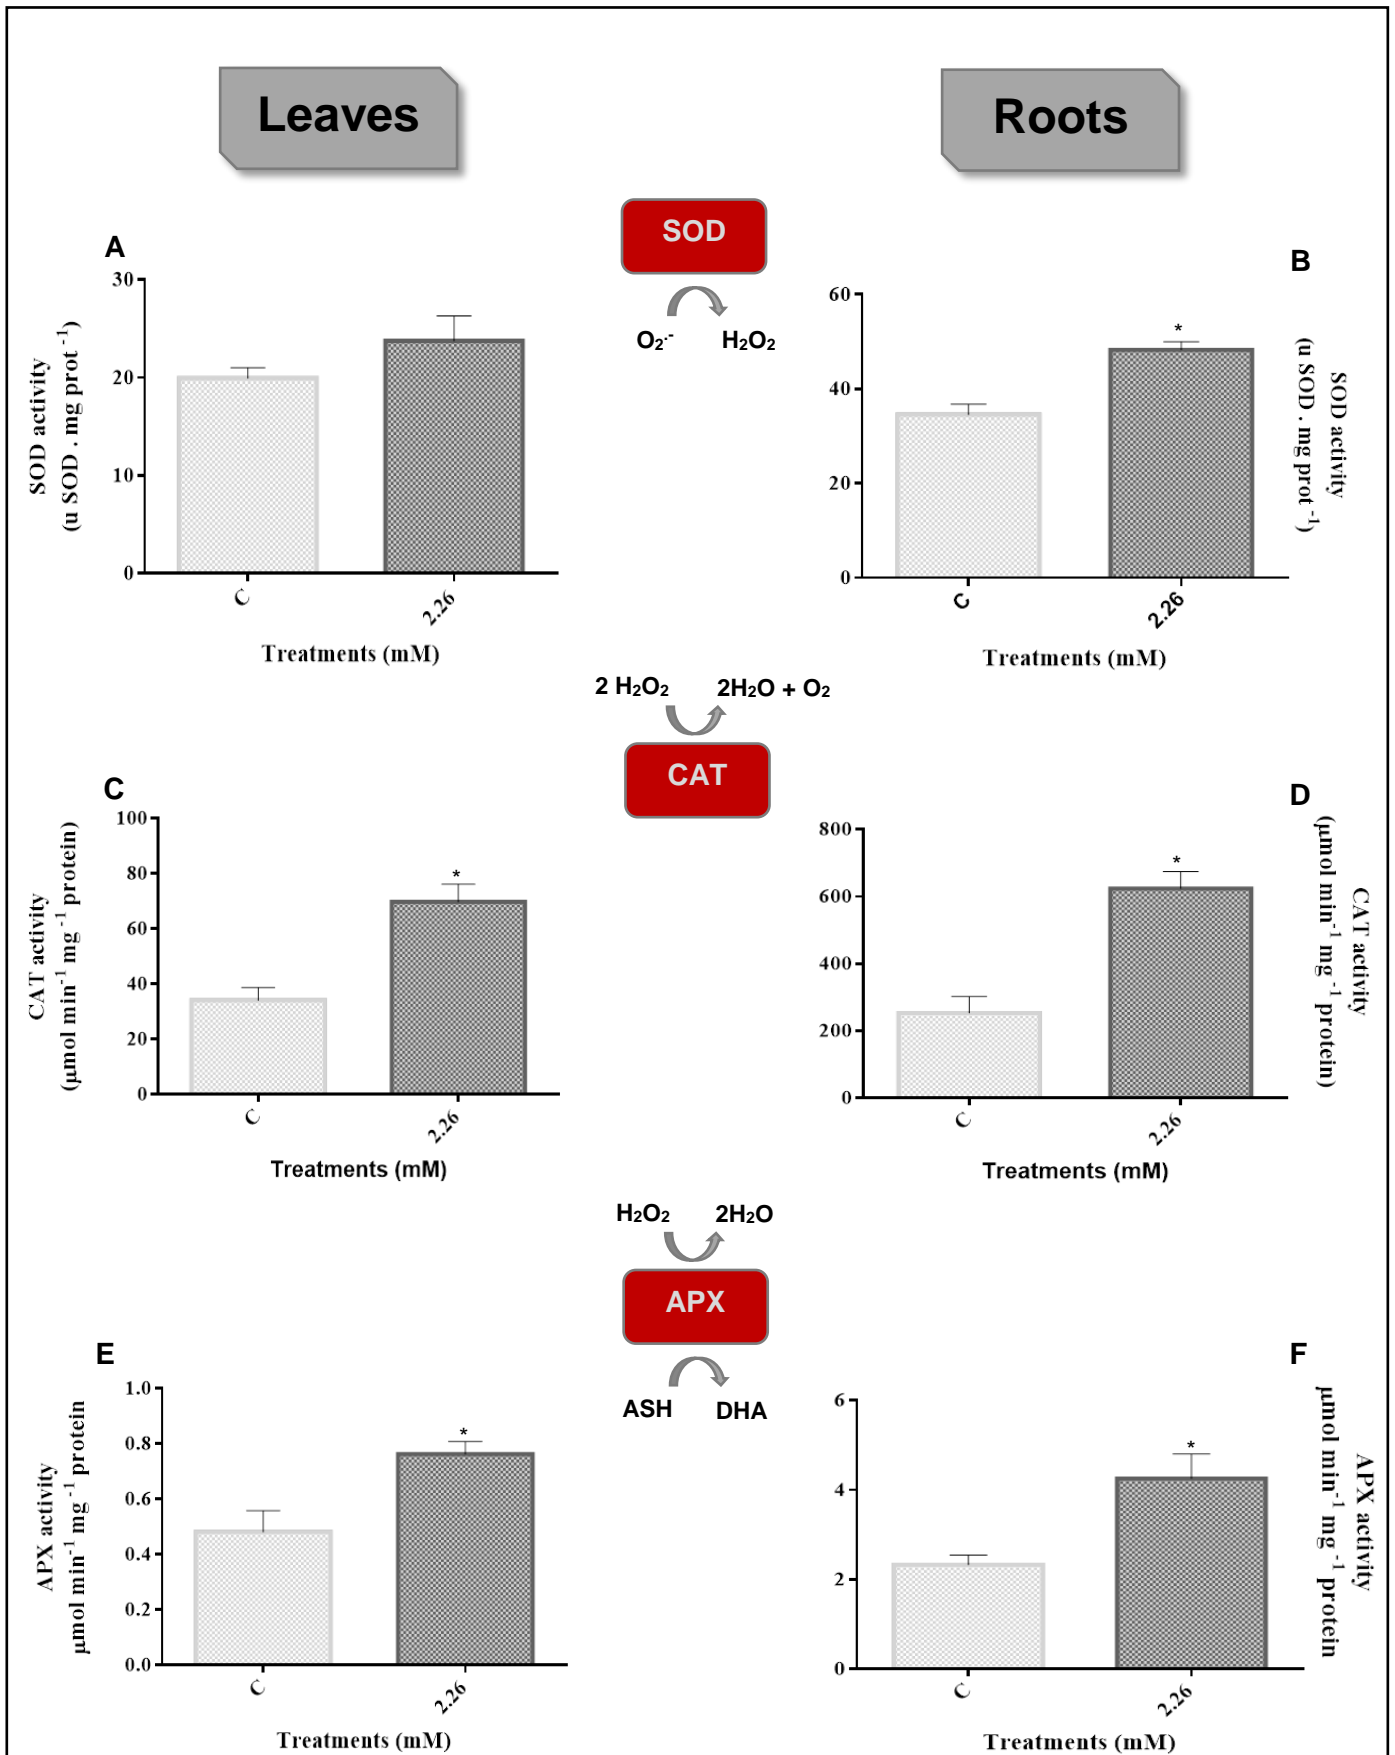 Leaves
Roots
SOD
O₂·⁻ H₂O₂
A
30
20
10
0
SOD activity
(u SOD . mg prot ⁻¹)
C
2.26
Treatments (mM)
B
60
40
20
0
*
SOD activity
(u SOD . mg prot ⁻¹)
C
2.26
Treatments (mM)
2 H₂O₂ 2H₂O + O₂
CAT
C
100
80
60
40
20
0
*
CAT activity
(µmol min⁻¹ mg ⁻¹ protein)
C
2.26
Treatments (mM)
D
800
600
400
200
0
*
CAT activity
(µmol min⁻¹ mg ⁻¹ protein)
C
2.26
Treatments (mM)
H₂O₂ 2H₂O
APX
ASH DHA
E
1.0
0.8
0.6
0.4
0.2
0.0
*
APX activity
µmol min⁻¹ mg ⁻¹ protein
C
2.26
Treatments (mM)
F
6
4
2
0
*
APX activity
µmol min⁻¹ mg ⁻¹ protein
C
2.26
Treatments (mM)